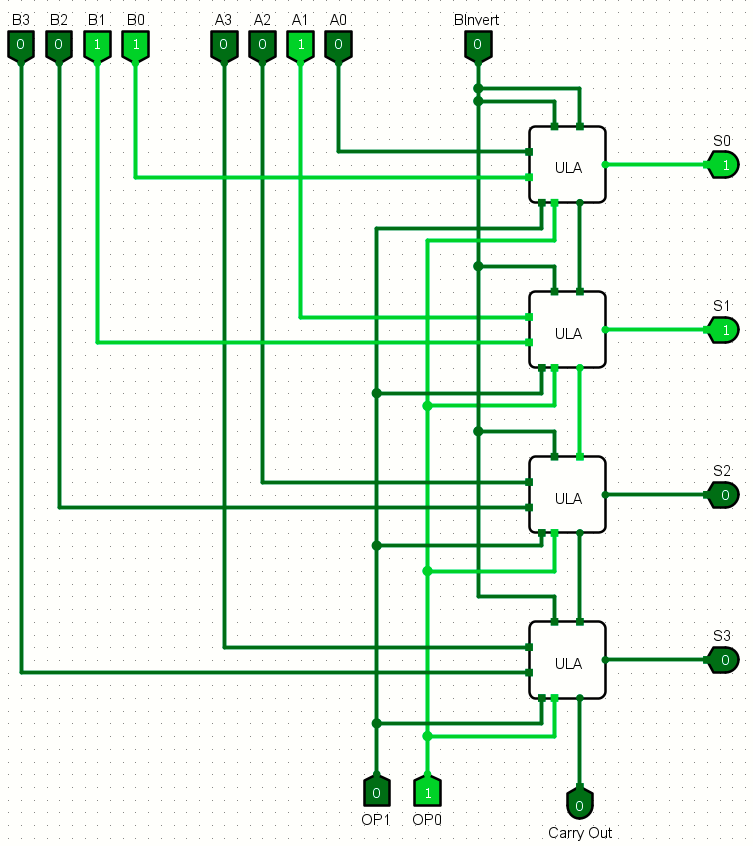 B3 B2 B1 B0 A3 A2 A1 A0 BInvert
0 0 1 1 0 0 1 0 0
S0
ULA 1
S1
ULA 1
S2
ULA 0
S3
ULA 0
0 1 0
OP1 OP0
Carry Out